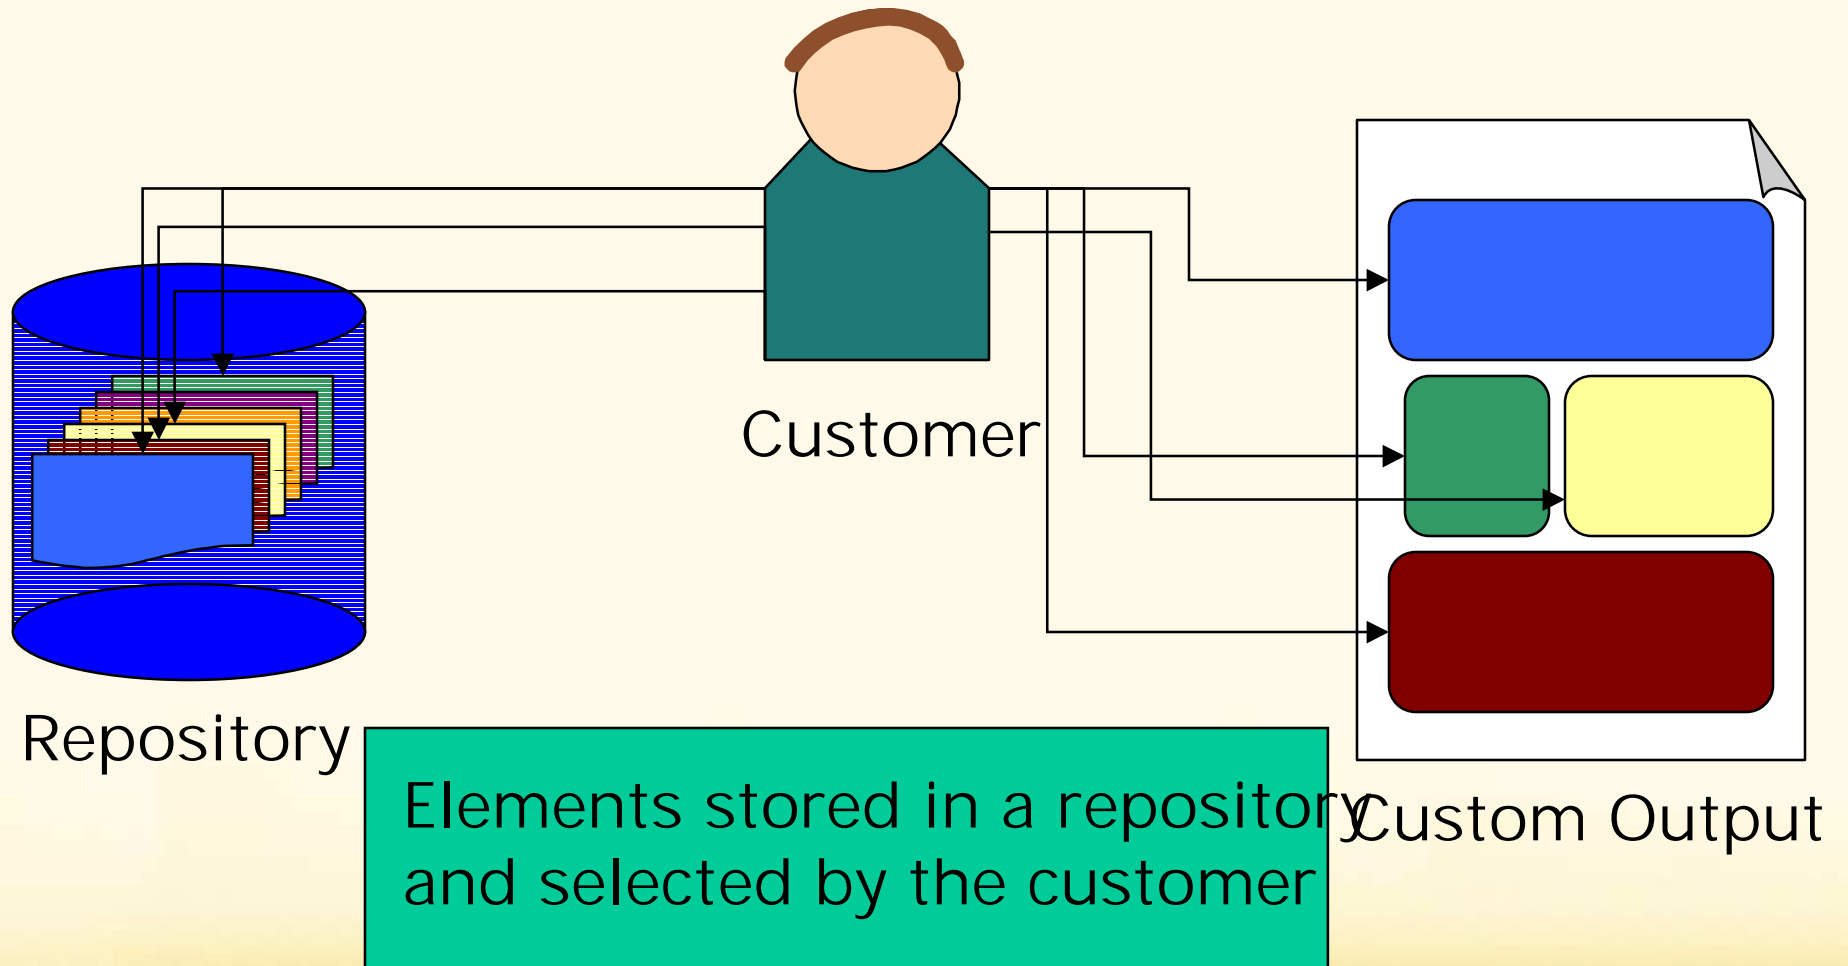 Customer
Repository
Elements stored in a repository
and selected by the customer
Custom Output